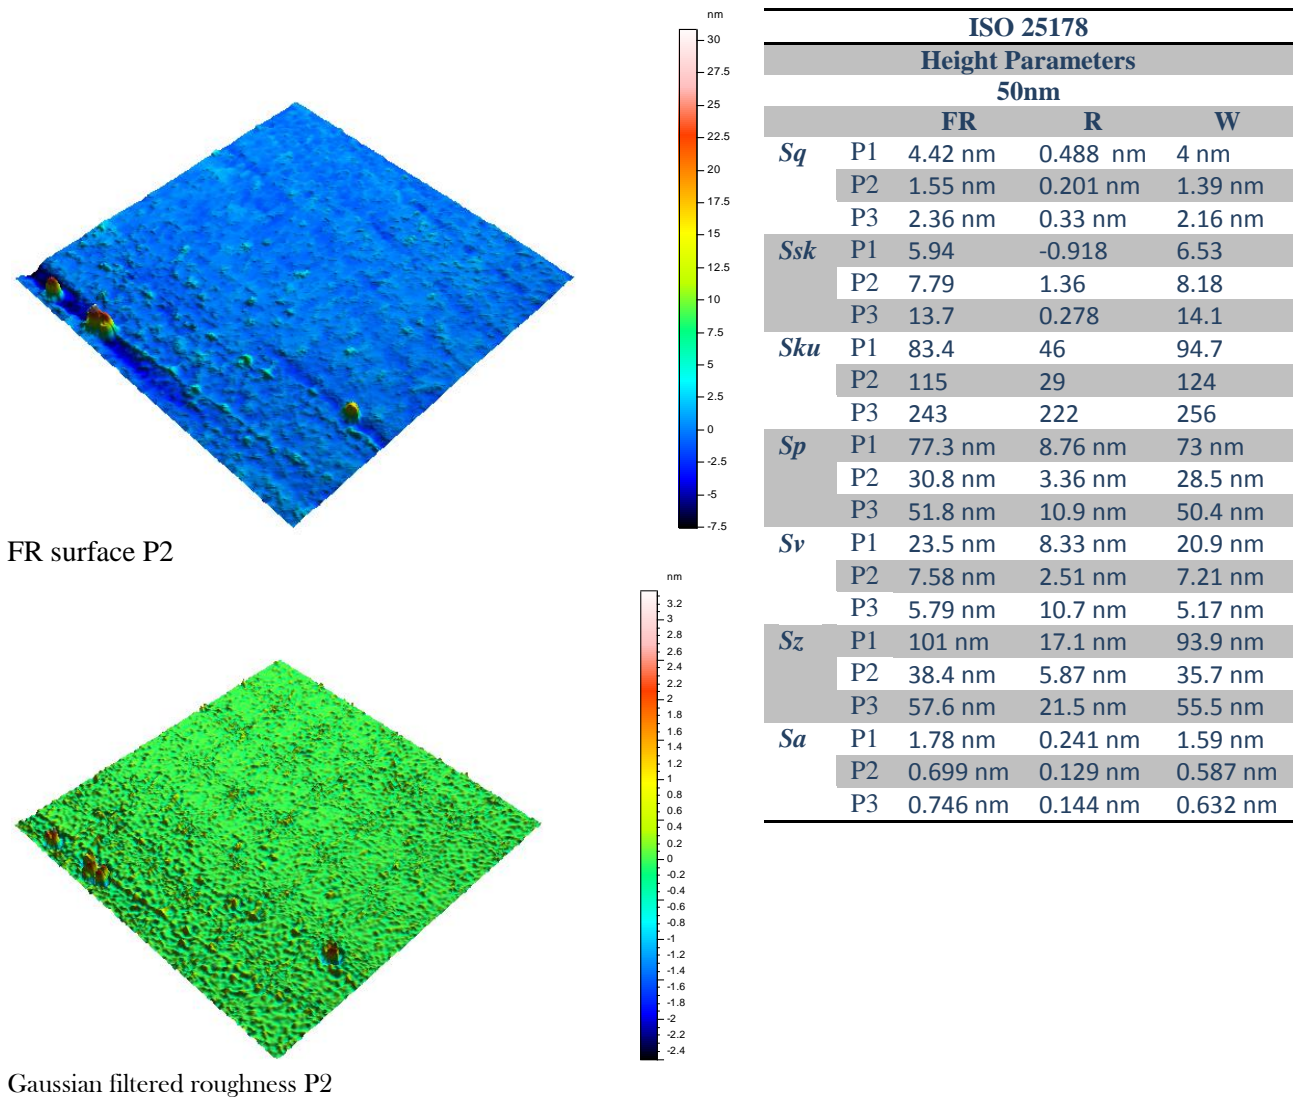 nm
30
27.5
25
22.5
20
17.5
15
12.5
10
7.5
5
2.5
0
-2.5
-5
-7.5
FR surface P2
nm
3.2
3
2.8
2.6
2.4
2.2
2
1.8
1.6
1.4
1.2
1
0.8
0.6
0.4
0.2
0
-0.2
-0.4
-0.6
-0.8
-1
-1.2
-1.4
-1.6
-1.8
-2
-2.2
-2.4
Gaussian filtered roughness P2
ISO 25178
Height Parameters
50nm
FR R W
Sq P1 4.42 nm 0.488 nm 4 nm
P2 1.55 nm 0.201 nm 1.39 nm
P3 2.36 nm 0.33 nm 2.16 nm
Ssk P1 5.94 -0.918 6.53
P2 7.79 1.36 8.18
P3 13.7 0.278 14.1
Sku P1 83.4 46 94.7
P2 115 29 124
P3 243 222 256
Sp P1 77.3 nm 8.76 nm 73 nm
P2 30.8 nm 3.36 nm 28.5 nm
P3 51.8 nm 10.9 nm 50.4 nm
Sv P1 23.5 nm 8.33 nm 20.9 nm
P2 7.58 nm 2.51 nm 7.21 nm
P3 5.79 nm 10.7 nm 5.17 nm
Sz P1 101 nm 17.1 nm 93.9 nm
P2 38.4 nm 5.87 nm 35.7 nm
P3 57.6 nm 21.5 nm 55.5 nm
Sa P1 1.78 nm 0.241 nm 1.59 nm
P2 0.699 nm 0.129 nm 0.587 nm
P3 0.746 nm 0.144 nm 0.632 nm